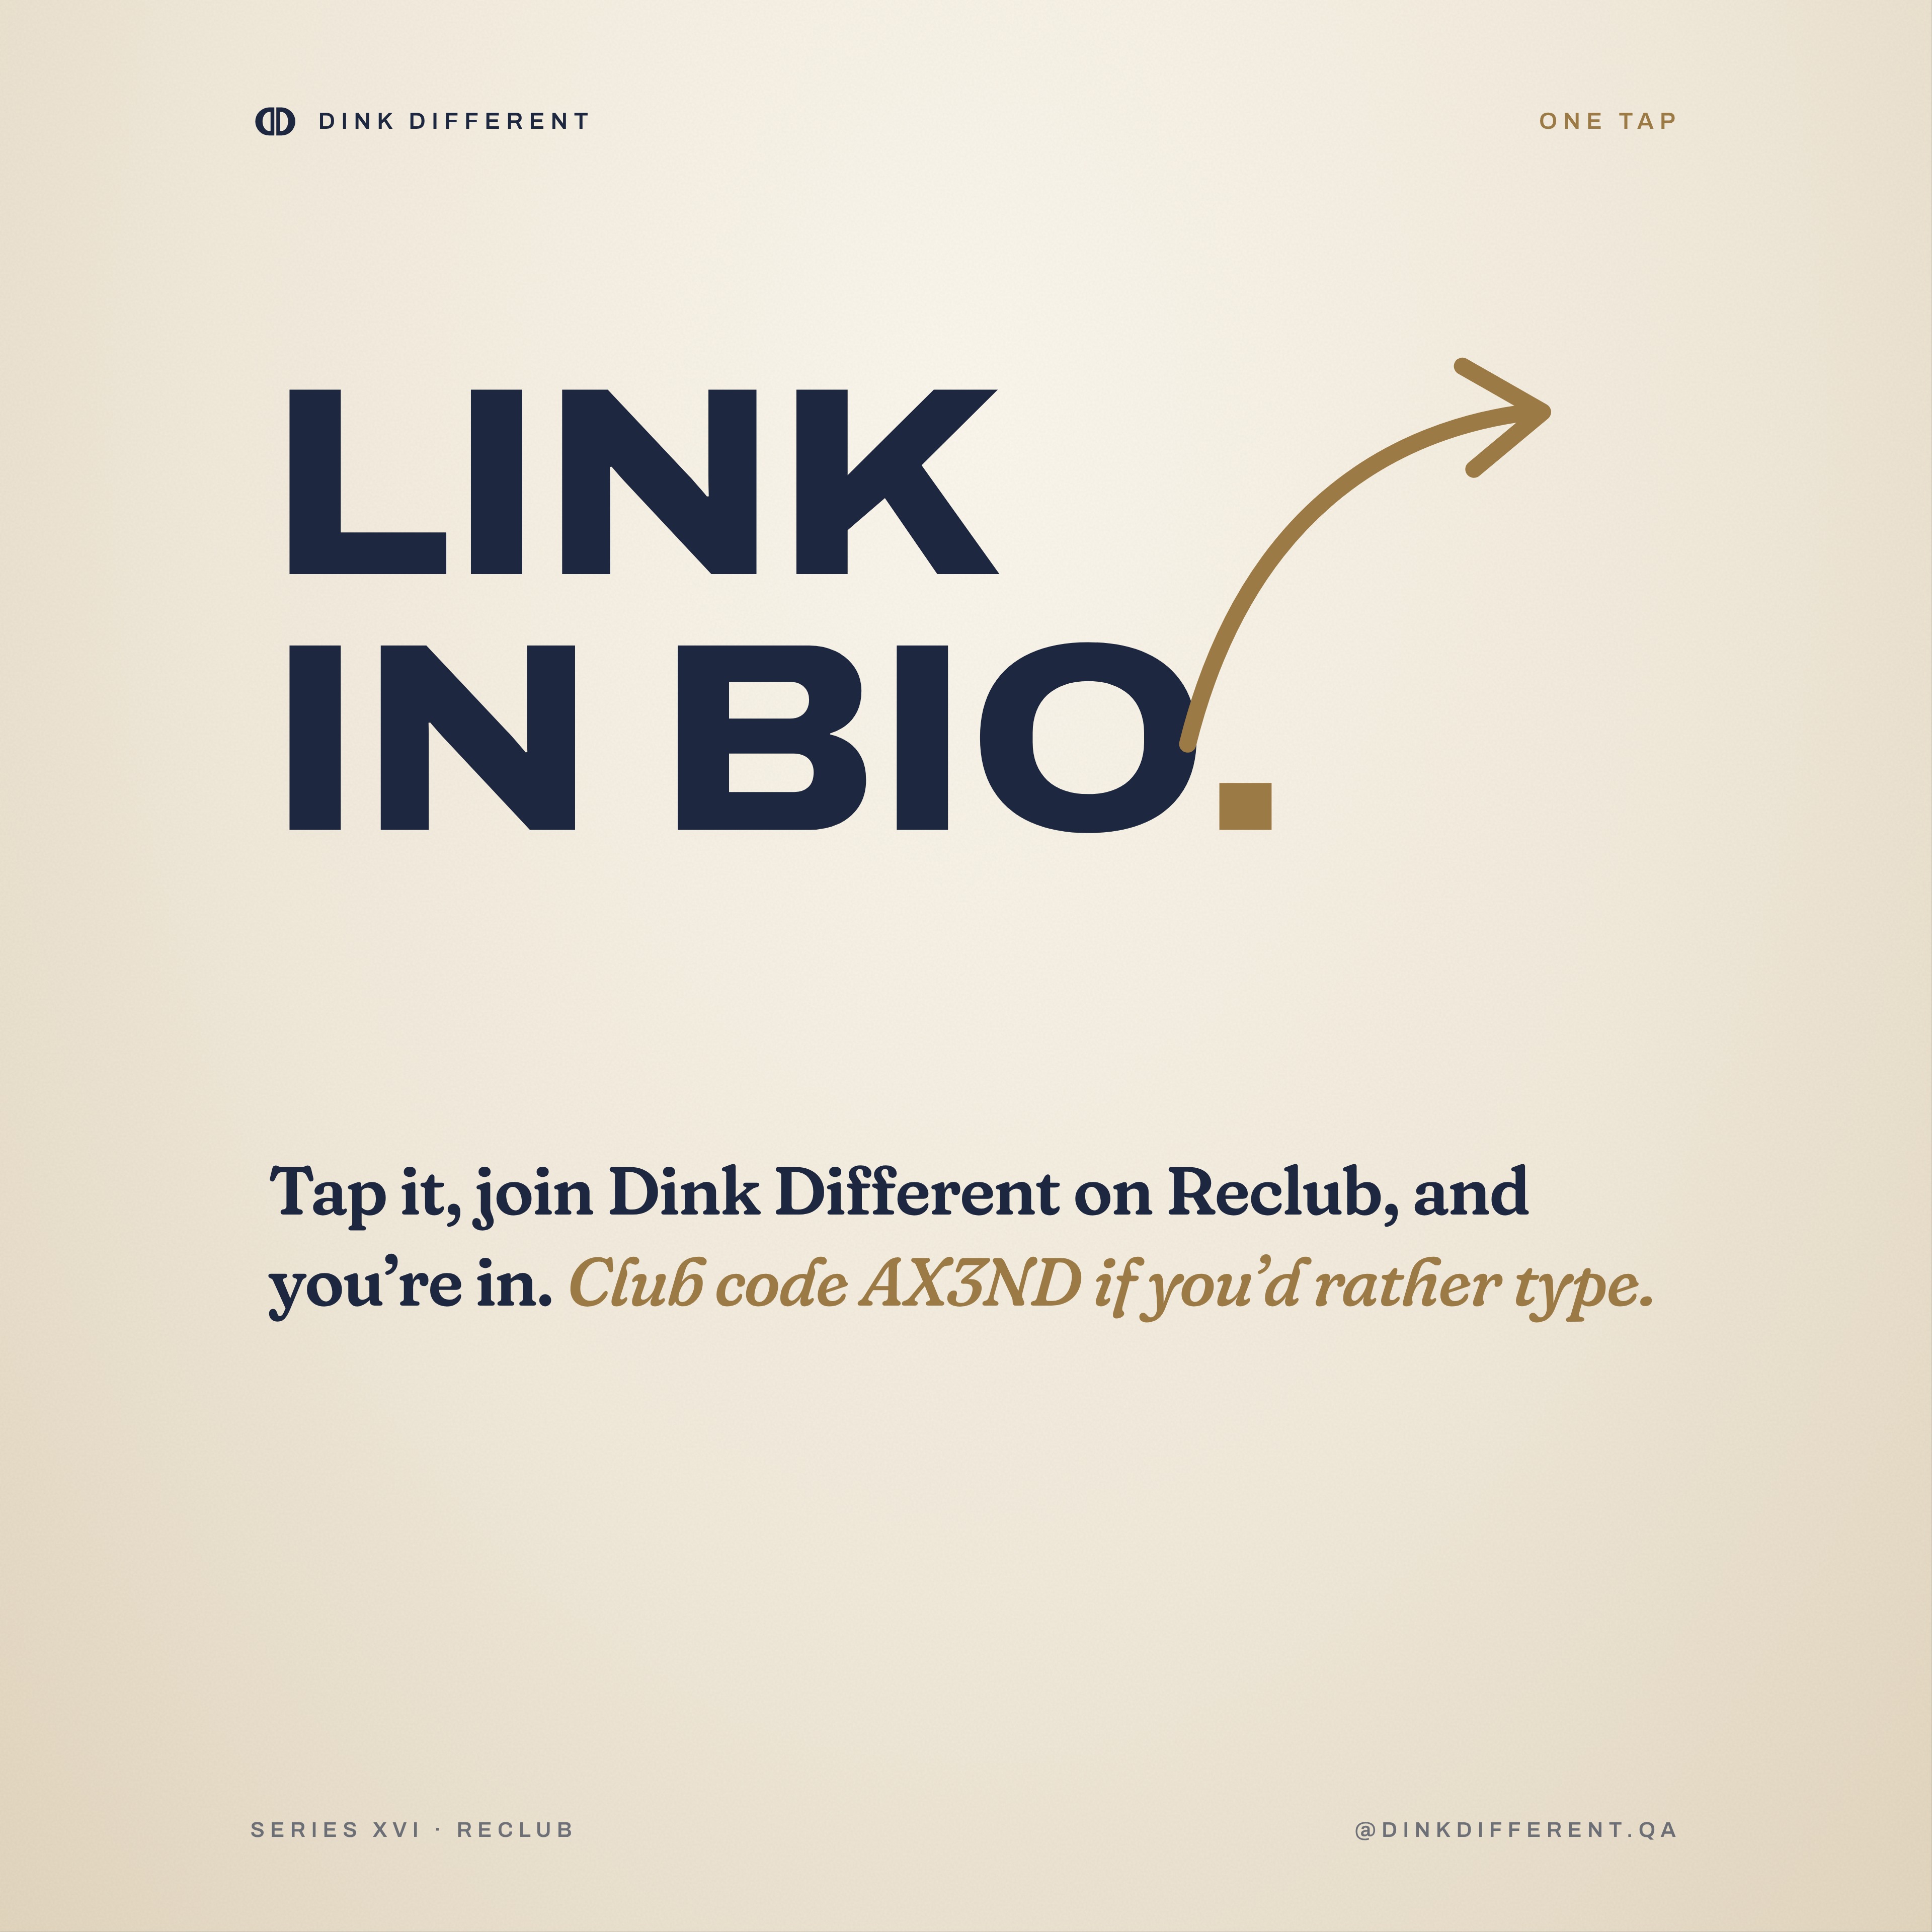 DINK DIFFERENT
ONE TAP
LINK
IN BIO.
Tap it, join Dink Different on Reclub, and
you’re in. Club code AX3ND if you’d rather type.
SERIES XVI · RECLUB
@DINKDIFFERENT.QA